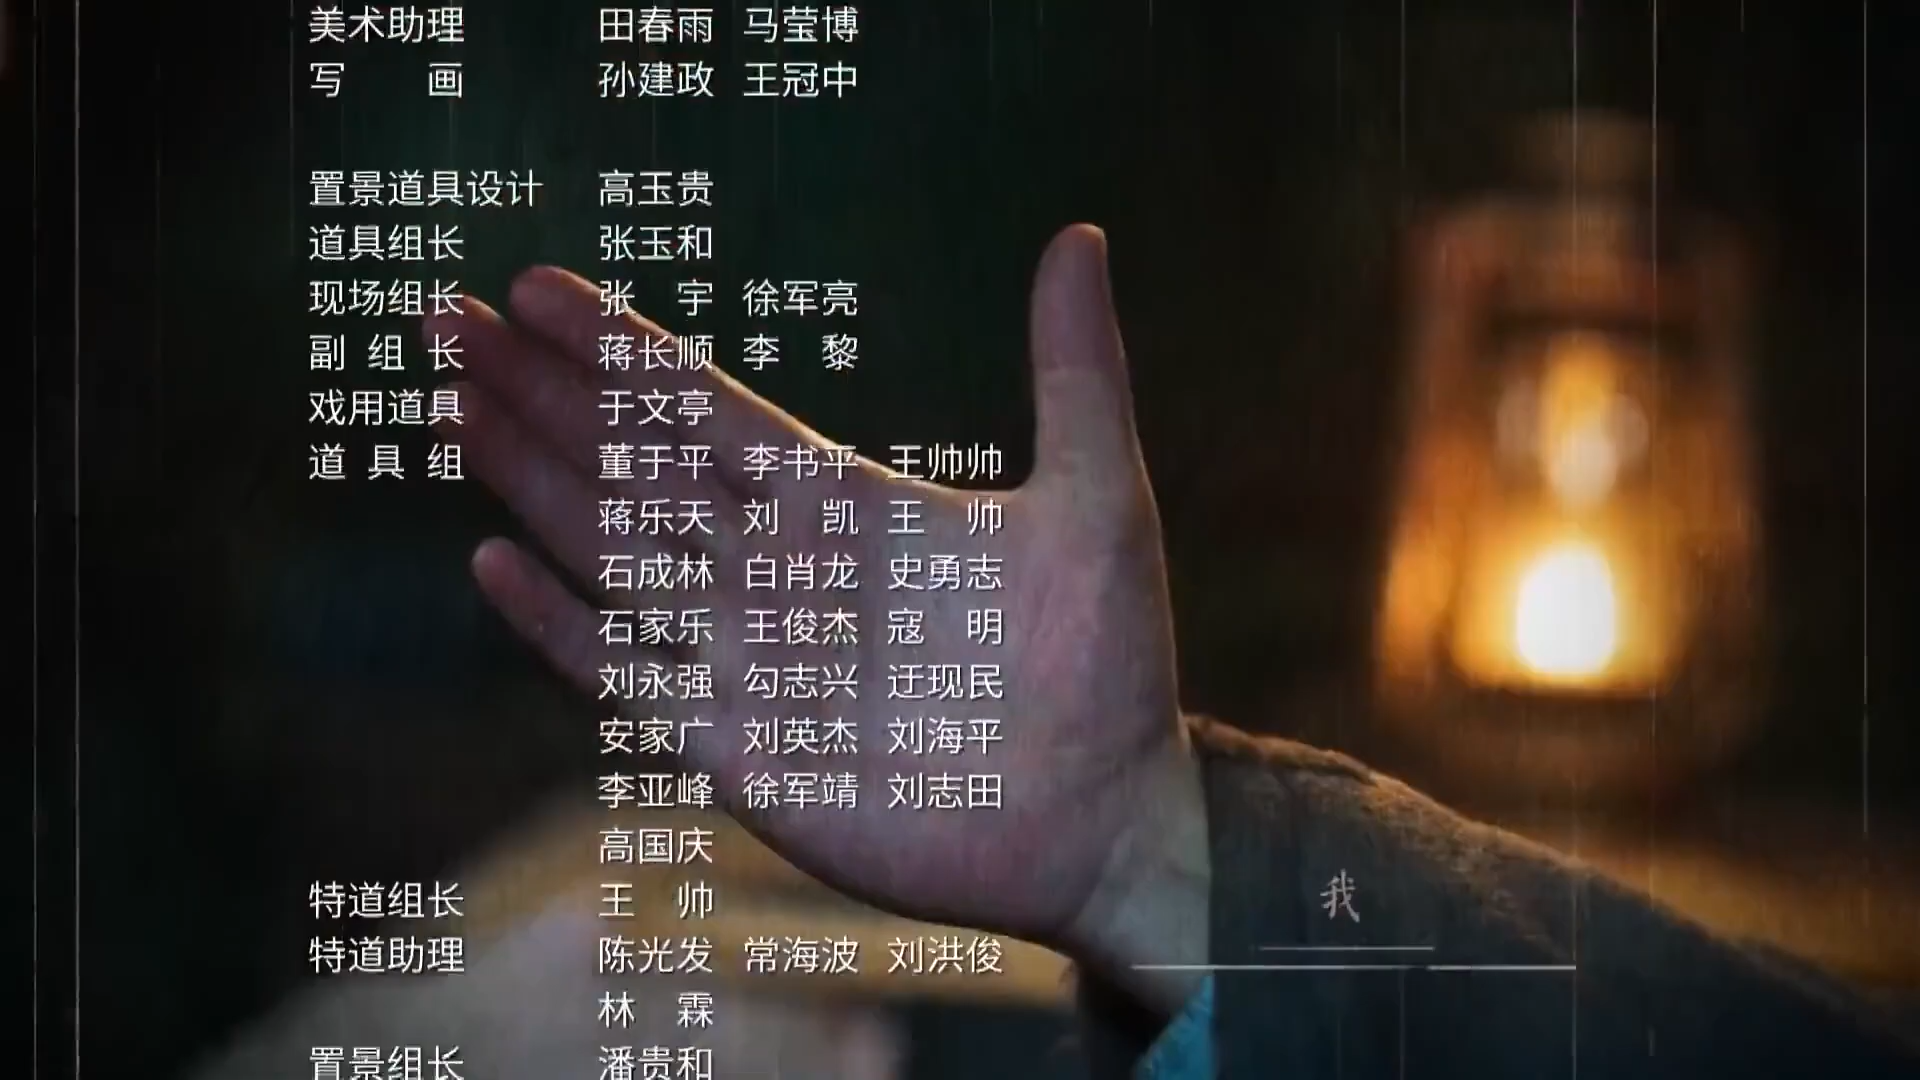 美术助理 田春雨 马莹博
写 画 孙建政 王冠中
置景道具设计 高玉贵
道具组长 张玉和
现场组长 张 宇 徐军亮
副 组 长 蒋长顺 李 黎
戏用道具 于文亭
道 具 组 董于平 李书平 王帅帅
蒋乐天 刘 凯 王 帅
石成林 白肖龙 史勇志
石家乐 王俊杰 寇 明
刘永强 勾志兴 迂现民
安家广 刘英杰 刘海平
李亚峰 徐军靖 刘志田
高国庆
特道组长 王 帅
特道助理 陈光发 常海波 刘洪俊
林 霖
置景组长 潘贵和
我